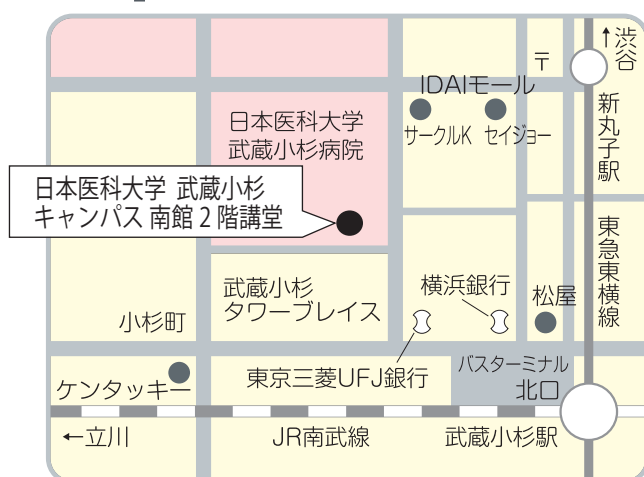 ↑渋谷
〒
新丸子駅
IDAIモール
サークルK セイジョー
日本医科大学
武蔵小杉病院
日本医科大学 武蔵小杉
キャンパス 南館2階講堂
東急東横線
武蔵小杉
タワープレイス
横浜銀行
松屋
小杉町
ケンタッキー
東京三菱UFJ銀行
バスターミナル
北口
←立川
JR南武線
武蔵小杉駅